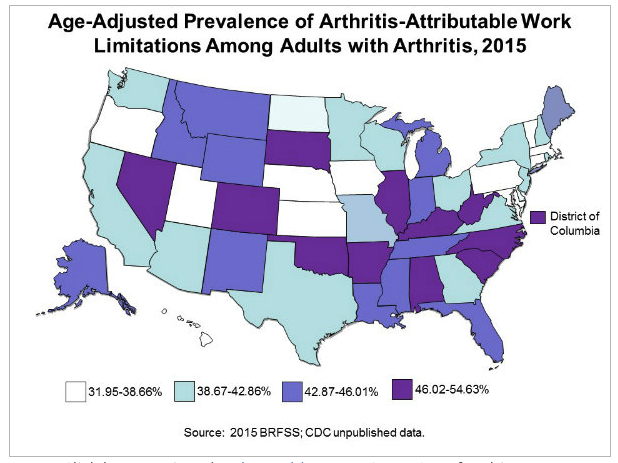 Age-Adjusted Prevalence of Arthritis-Attributable Work
Limitations Among Adults with Arthritis, 2015
District of
Columbia
31.95-38.66%
38.67-42.86%
42.87-46.01%
46.02-54.63%
Source: 2015 BRFSS; CDC unpublished data.